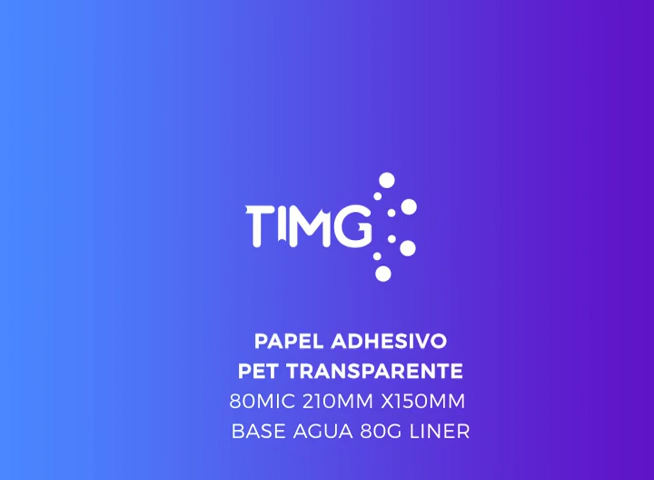 TIMG
PAPEL ADHESIVO
PET TRANSPARENTE
80MIC 210MM X150MM
BASE AGUA 80G LINER